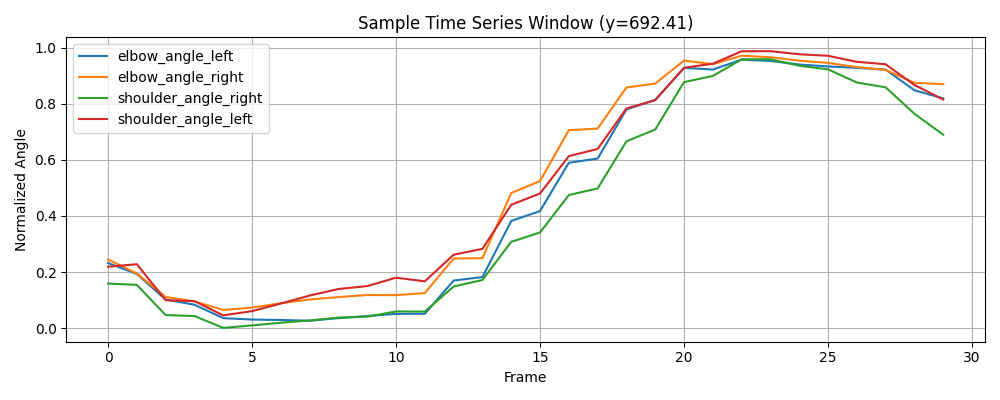 Sample Time Series Window (y=692.41)
elbow_angle_left
elbow_angle_right
shoulder_angle_right
shoulder_angle_left
Normalized Angle
1.0
0.8
0.6
0.4
0.2
0.0
0 5 10 15 20 25 30
Frame